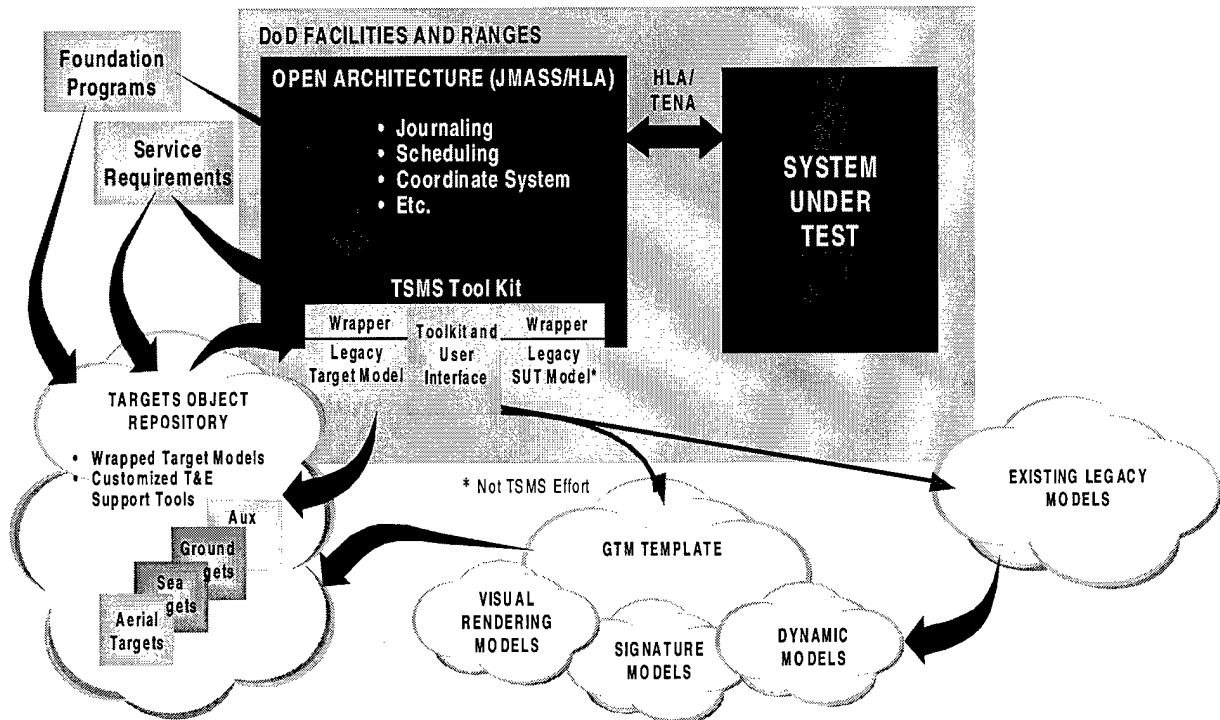 DoD FACILITIES AND RANGES
Foundation
Programs
Service
Requirements
OPEN ARCHITECTURE (JMASS/HLA)
• Journaling
• Scheduling
• Coordinate System
• Etc.
HLA/
TENA
SYSTEM
UNDER
TEST
TSMS Tool Kit
Wrapper
Legacy
Target Model
Toolkit and
User
Interface
Wrapper
Legacy
SUT Model*
TARGETS OBJECT
REPOSITORY
• Wrapped Target Models
• Customized T&E
Support Tools
Aux
Ground
gets
Sea
gets
Aerial
Targets
* Not TSMS Effort
GTM TEMPLATE
VISUAL
RENDERING
MODELS
SIGNATURE
MODELS
DYNAMIC
MODELS
EXISTING LEGACY
MODELS